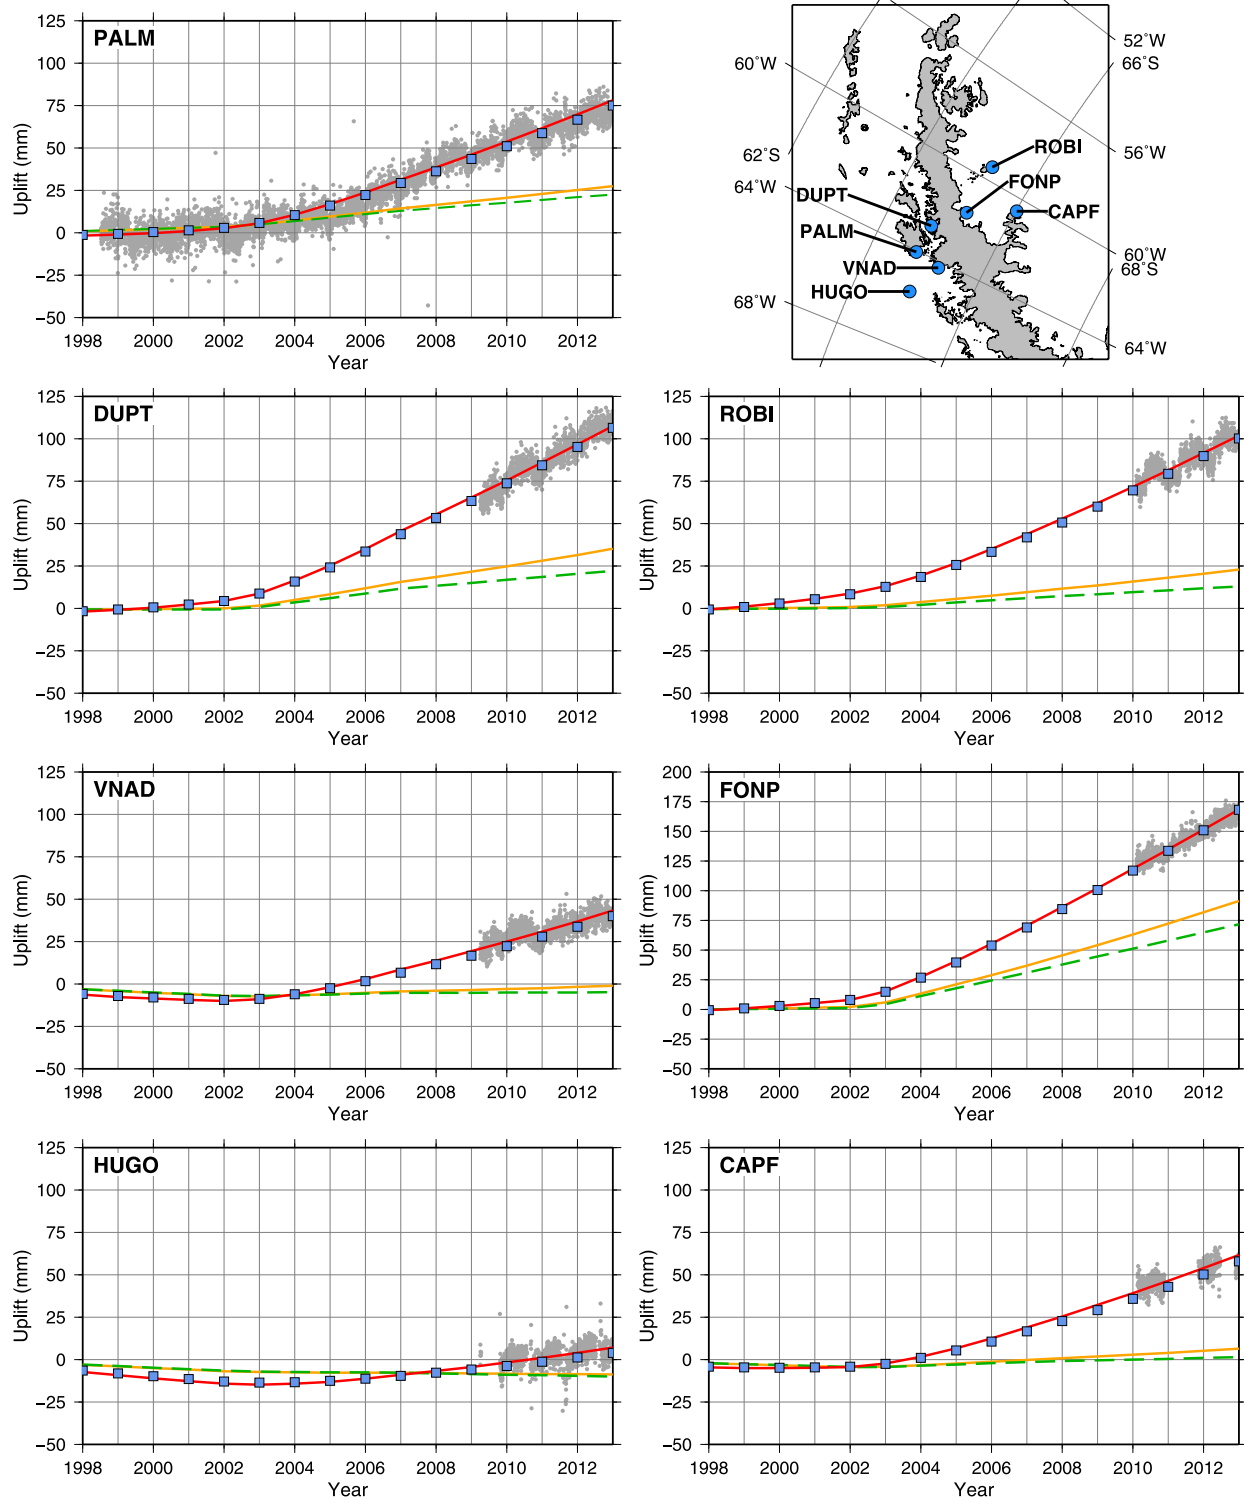 PALM
Uplift (mm)
125
100
75
50
25
0
−25
−50
1998 2000 2002 2004 2006 2008 2010 2012
Year
60˚W
62˚S
64˚W
68˚W
52˚W
66˚S
56˚W
60˚W
68˚S
64˚W
ROBI
FONP
DUPT
CAPF
PALM
VNAD
HUGO
DUPT
Uplift (mm)
125
100
75
50
25
0
−25
−50
1998 2000 2002 2004 2006 2008 2010 2012
Year
ROBI
Uplift (mm)
125
100
75
50
25
0
−25
−50
1998 2000 2002 2004 2006 2008 2010 2012
Year
VNAD
Uplift (mm)
125
100
75
50
25
0
−25
−50
1998 2000 2002 2004 2006 2008 2010 2012
Year
FONP
Uplift (mm)
200
175
150
125
100
75
50
25
0
−25
−50
1998 2000 2002 2004 2006 2008 2010 2012
Year
HUGO
Uplift (mm)
125
100
75
50
25
0
−25
−50
1998 2000 2002 2004 2006 2008 2010 2012
Year
CAPF
Uplift (mm)
125
100
75
50
25
0
−25
−50
1998 2000 2002 2004 2006 2008 2010 2012
Year